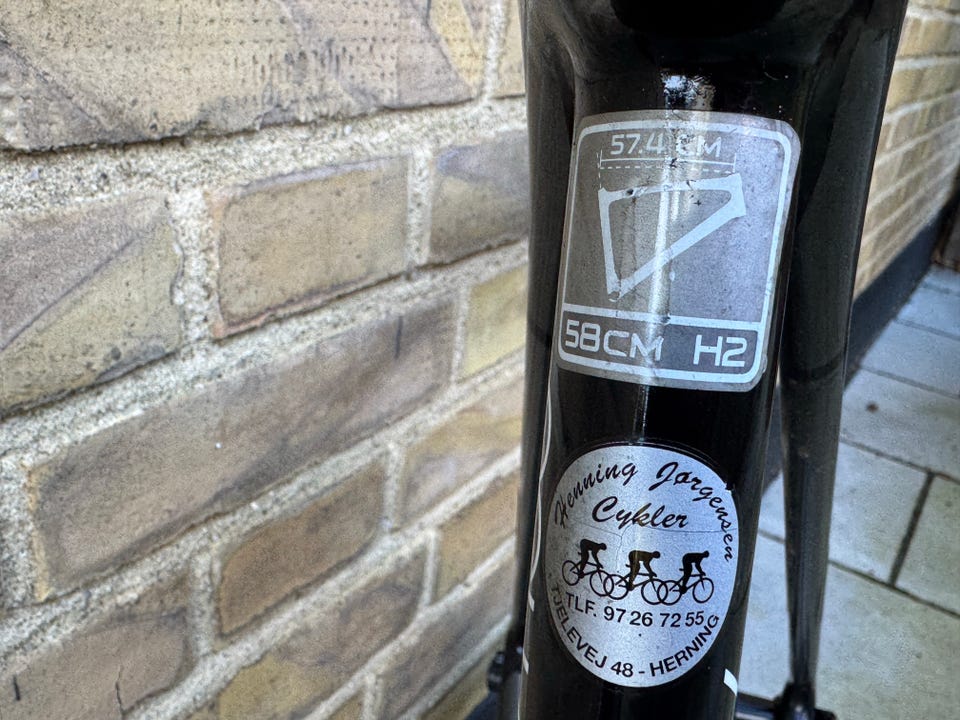 57.4 CM
58CM H2
Henning Jørgensen
Cykler
TLF. 97 26 72 55
TJELEVEJ 48 - HERNING